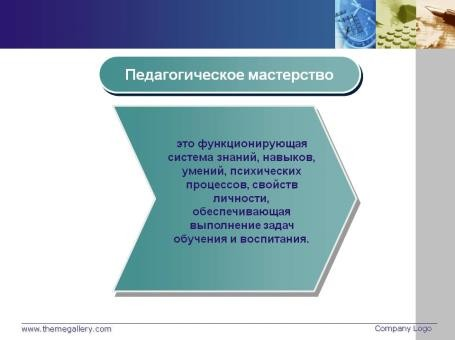 Педагогическое мастерство
это функционирующая
система знаний, навыков,
умений, психических
процессов, свойств
личности,
обеспечивающая
выполнение задач
обучения и воспитания.
www.themegallery.com
Company Logo